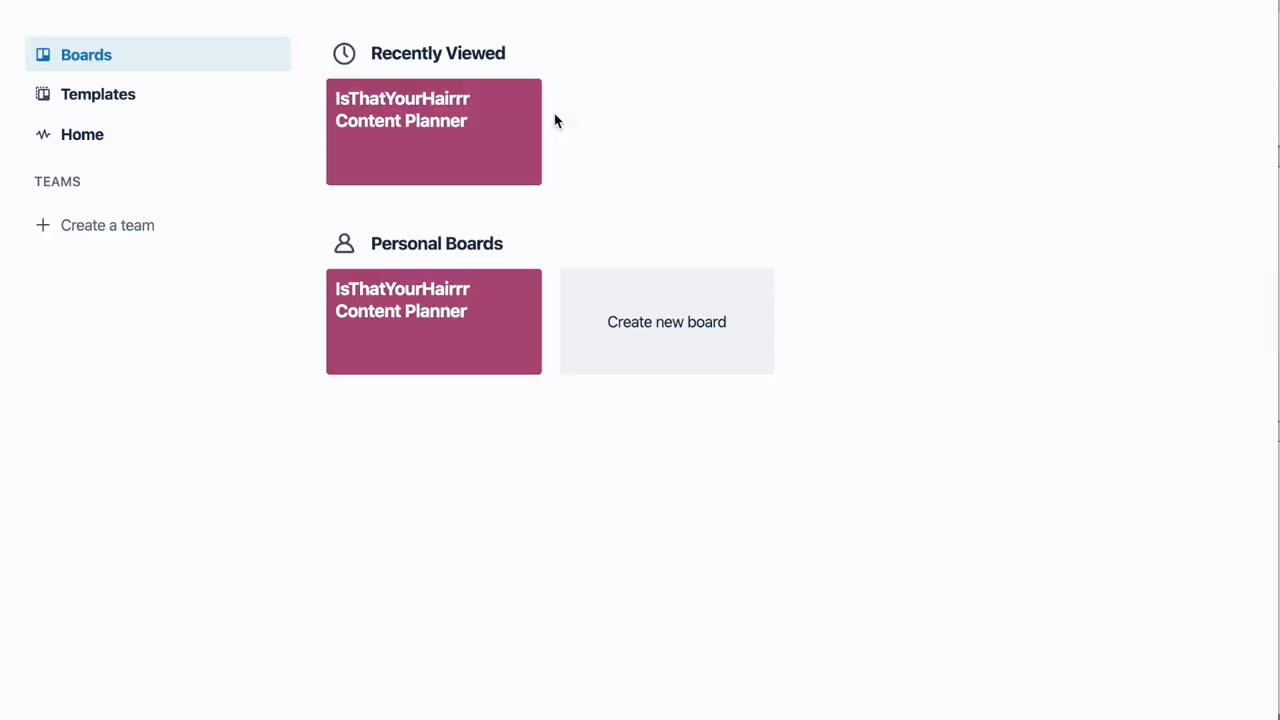 Boards
Templates
Home
TEAMS
Create a team
Recently Viewed
IsThatYourHairrr
Content Planner
Personal Boards
IsThatYourHairrr
Content Planner
Create new board